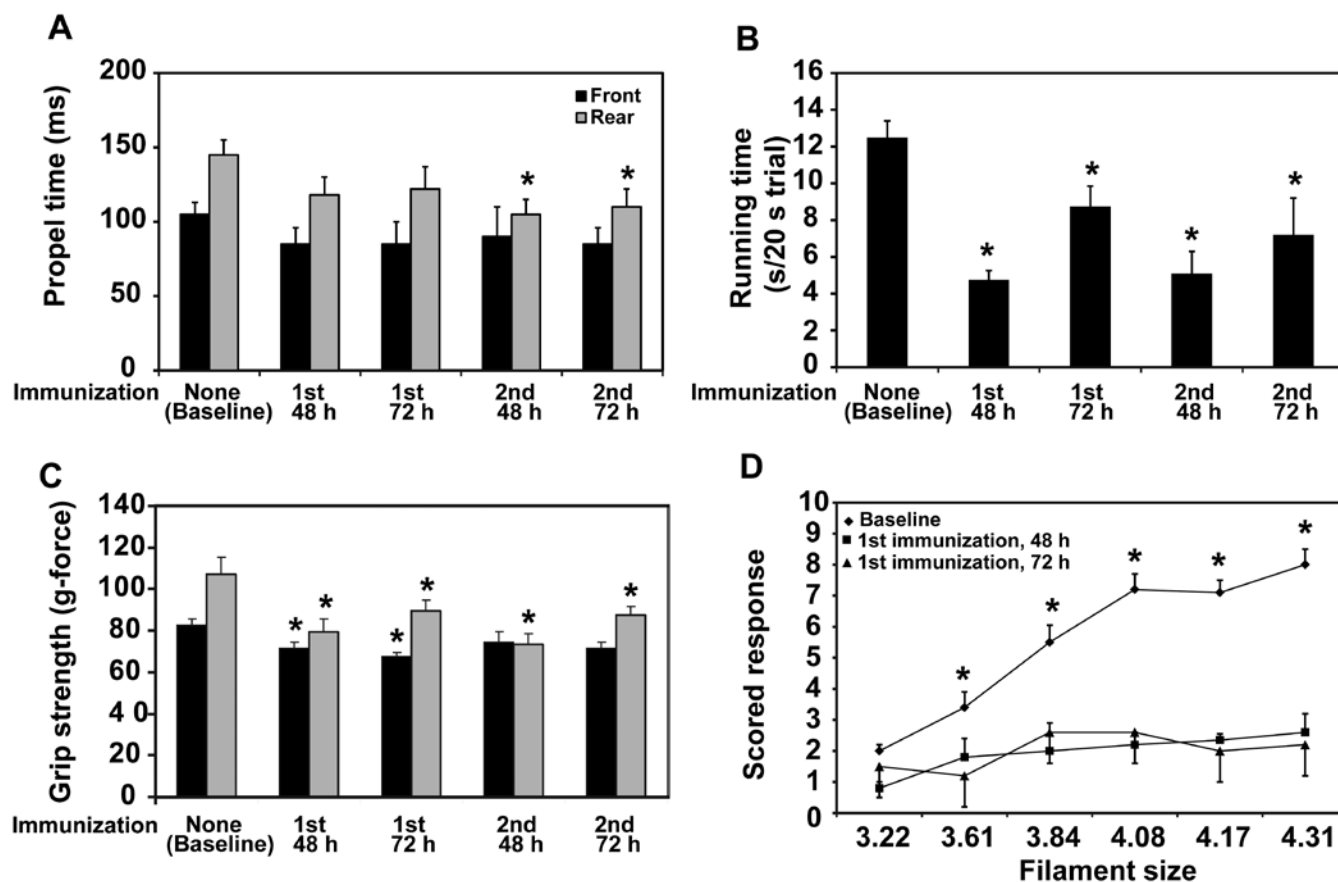 A
Propel time (ms)
200
150
100
50
0
Front
Rear
*
*
Immunization
None
(Baseline)
1st
48 h
1st
72 h
2nd
48 h
2nd
72 h
B
Running time
(s/20 s trial)
16
14
12
10
8
6
4
2
0
*
*
*
*
Immunization
None
(Baseline)
1st
48 h
1st
72 h
2nd
48 h
2nd
72 h
C
Grip strength (g-force)
140
120
100
80
60
4 0
20
0
*
*
*
*
*
*
Immunization
None
(Baseline)
1st
48 h
1st
72 h
2nd
48 h
2nd
72 h
D
Scored response
10
9
8
7
6
5
4
3
2
1
0
Baseline
1st immunization, 48 h
1st immunization, 72 h
*
*
*
*
*
3.22
3.61
3.84
4.08
4.17
4.31
Filament size